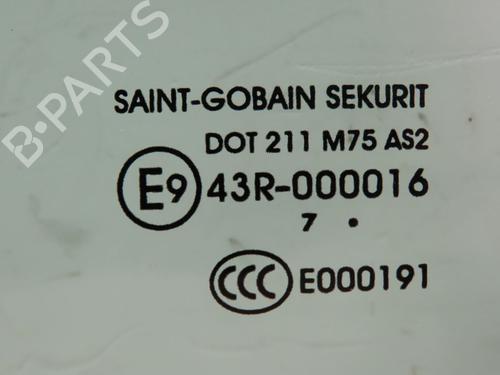 B-PARTS
SAINT-GOBAIN SEKURIT
DOT 211 M75 AS2
E9 43R-000016
7 .
CCC E000191